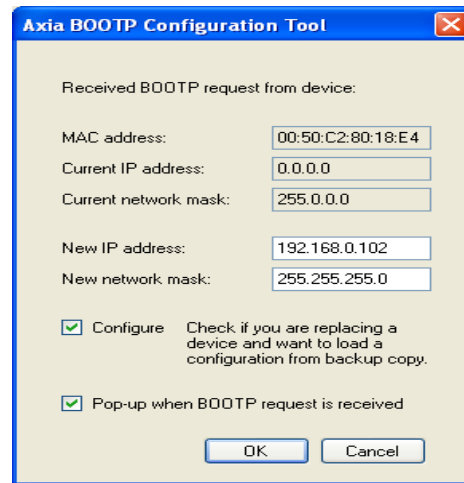 Axia BOOTP Configuration Tool
Received BOOTP request from device:
MAC address: 00:50:C2:80:18:E4
Current IP address: 0.0.0.0
Current network mask: 255.0.0.0
New IP address: 192.168.0.102
New network mask: 255.255.255.0
Configure Check if you are replacing a
device and want to load a
configuration from backup copy.
Pop-up when BOOTP request is received
OK Cancel